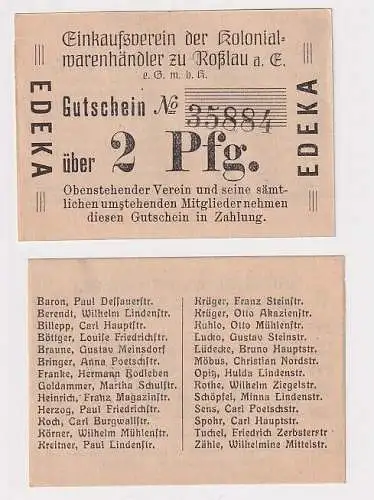 Einkaufsverein der Kolonial-
warenhändler zu Roßlau a. E.
e. G. m. b. H.
Gutschein No 35884
über 2 Pfg.
EDEKA
EDEKA
Obenstehender Verein und seine sämt-
lichen umstehenden Mitglieder nehmen
diesen Gutschein in Zahlung.
Baron, Paul Dessauerstr.
Berendt, Wilhelm Lindenstr.
Billepp, Carl Hauptstr.
Böttger, Louise Friedrichstr.
Braune, Gustav Meinsdorf
Bringer, Anna Poetschstr.
Franke, Hermann Rodleben
Goldammer, Martha Schulstr.
Heinrich, Franz Magazinstr.
Herzog, Paul Friedrichstr.
Koch, Carl Burgwallstr.
Körner, Wilhelm Mühlenstr.
Kreitner, Paul Lindenstr.
Krüger, Franz Steinstr.
Krüger, Otto Akazienstr.
Kuhlo, Otto Mühlenstr.
Lucko, Gustav Steinstr.
Lüdecke, Bruno Hauptstr.
Möbus, Christian Nordstr.
Opitz, Hulda Lindenstr.
Rothe, Wilhelm Ziegelstr.
Schöpfel, Minna Lindenstr.
Sens, Carl Poetschstr.
Spohr, Carl Hauptstr.
Tuchel, Friedrich Zerbsterstr
Zähle, Wilhelmine Mittelstr.